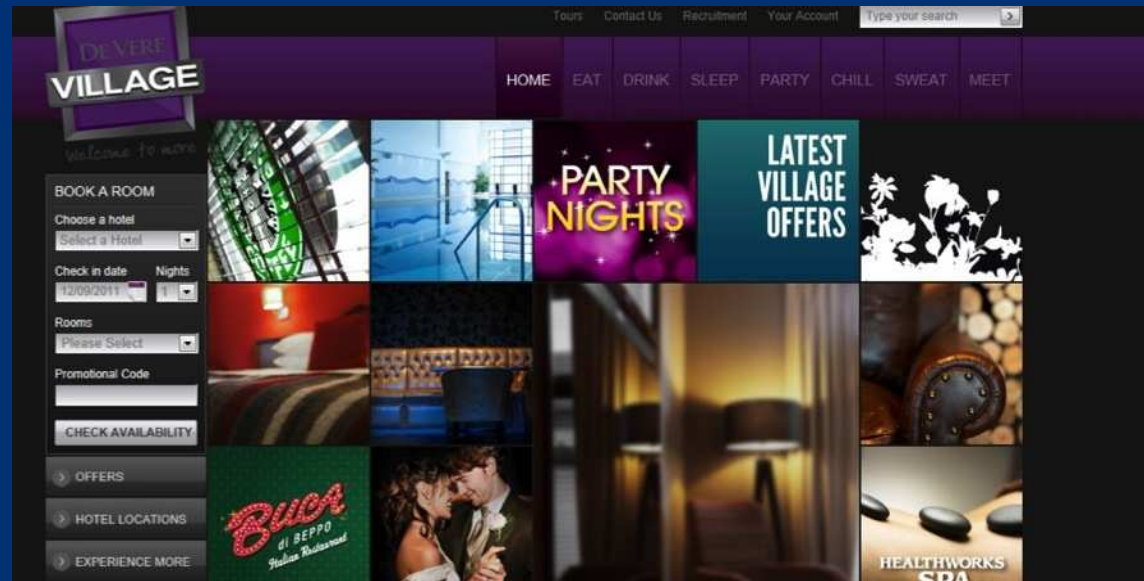 Tours Contact Us Recruitment Your Account Type your search
DE VERE
VILLAGE
Welcome to more
HOME EAT DRINK SLEEP PARTY CHILL SWEAT MEET
BOOK A ROOM
Choose a hotel
Select a Hotel
Check in date Nights
12/09/2011 1
Rooms
Please Select
Promotional Code
CHECK AVAILABILITY
OFFERS
HOTEL LOCATIONS
EXPERIENCE MORE
PARTY
NIGHTS
LATEST
VILLAGE
OFFERS
BUCA
di BEPPO
Italian Restaurant
HEALTHWORKS
SPA